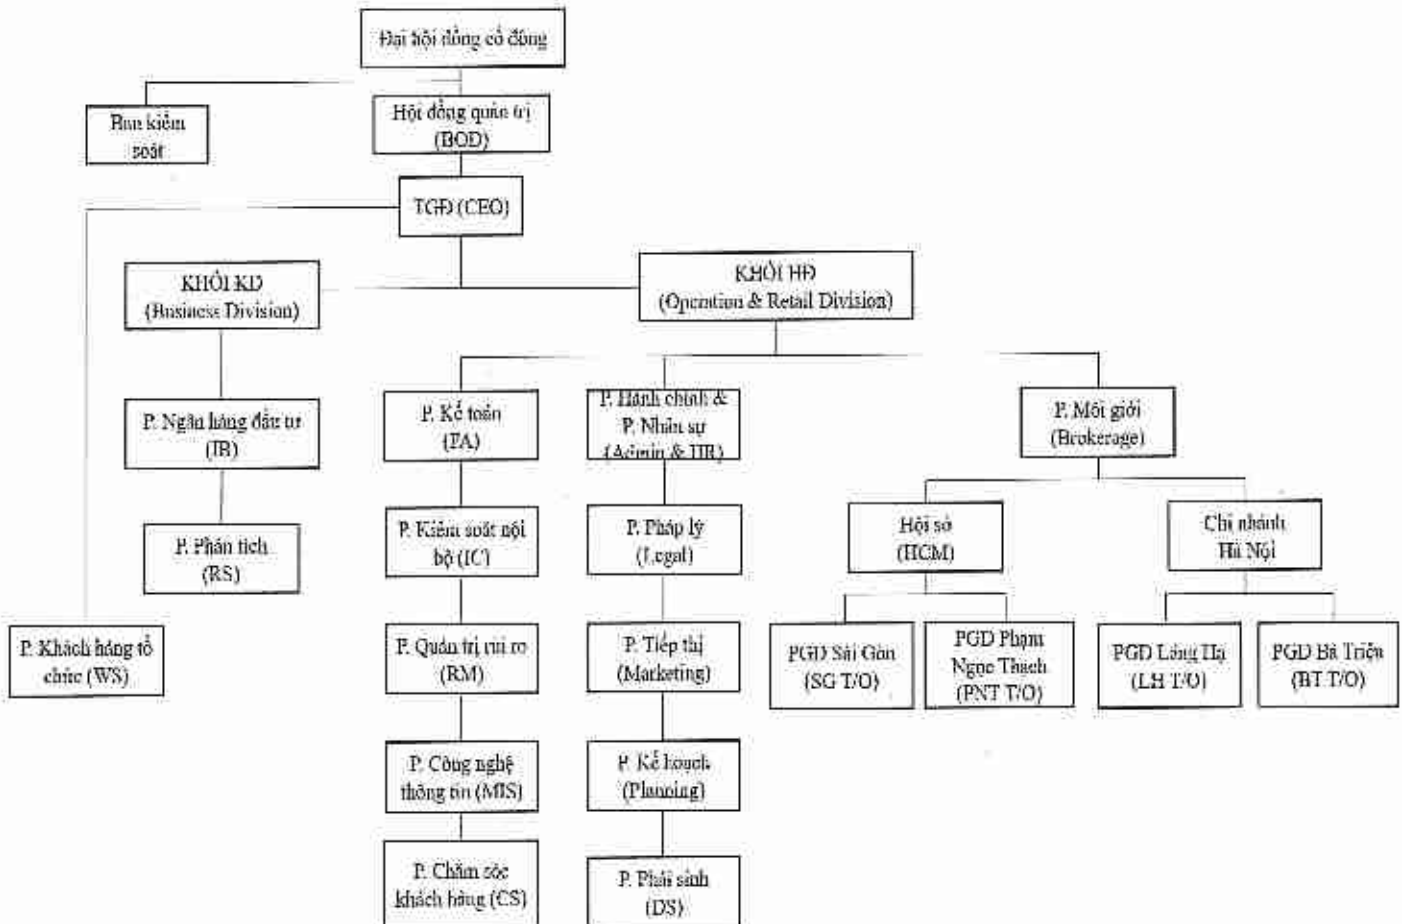 Đại hội đồng cổ đông
Ban kiểm
soát
Hội đồng quản trị
(BOD)
TGĐ (CEO)
KHỐI KD
(Business Division)
KHỐI HĐ
(Operation & Retail Division)
P. Ngân hàng đầu tư
(IB)
P. Phân tích
(RS)
P. Khách hàng tổ
chức (WS)
P. Kế toán
(FA)
P. Kiểm soát nội
bộ (IC)
P. Quản trị rủi ro
(RM)
P. Công nghệ
thông tin (MIS)
P. Chăm sóc
khách hàng (CS)
P. Hành chính &
P. Nhân sự
(Admin & HR)
P. Pháp lý
(Legal)
P. Tiếp thị
(Marketing)
P. Kế hoạch
(Planning)
P. Phái sinh
(DS)
P. Môi giới
(Brokerage)
Hội sở
(HCM)
Chi nhánh
Hà Nội
PGD Sài Gòn
(SG T/O)
PGD Phạm
Ngọc Thạch
(PNT T/O)
PGD Láng Hạ
(LH T/O)
PGD Bà Triệu
(BT T/O)